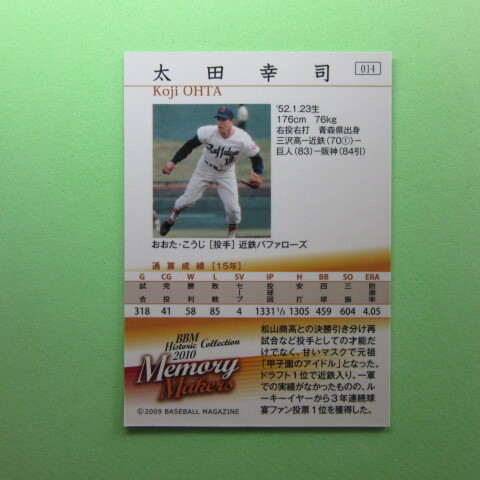 014
太田幸司
Koji OHTA
'52.1.23生
176cm 76kg
右投右打 青森県出身
三沢高ー近鉄(70①)ー
巨人(83)ー阪神(84引)
Buffaloes
おおた・こうじ [投手] 近鉄バファローズ
通算成績 [15年]
G CG W L SV IP H BB SO ERA
試合 完投 勝利 敗戦 セーブ 投球回 安打 四球 三振 防御率
318 41 58 85 4 1331 1/3 1305 459 604 4.05
BBM
Historic Collection
2010
Memory
Makers
©2009 BASEBALL MAGAZINE
松山商高との決勝引き分け再
試合など投手としての才能だ
けでなく、甘いマスクで元祖
「甲子園のアイドル」となった。
ドラフト1位で近鉄入り。一軍
での実績がなかったものの、ル
ーキーイヤーから3年連続球
宴ファン投票1位を獲得した。